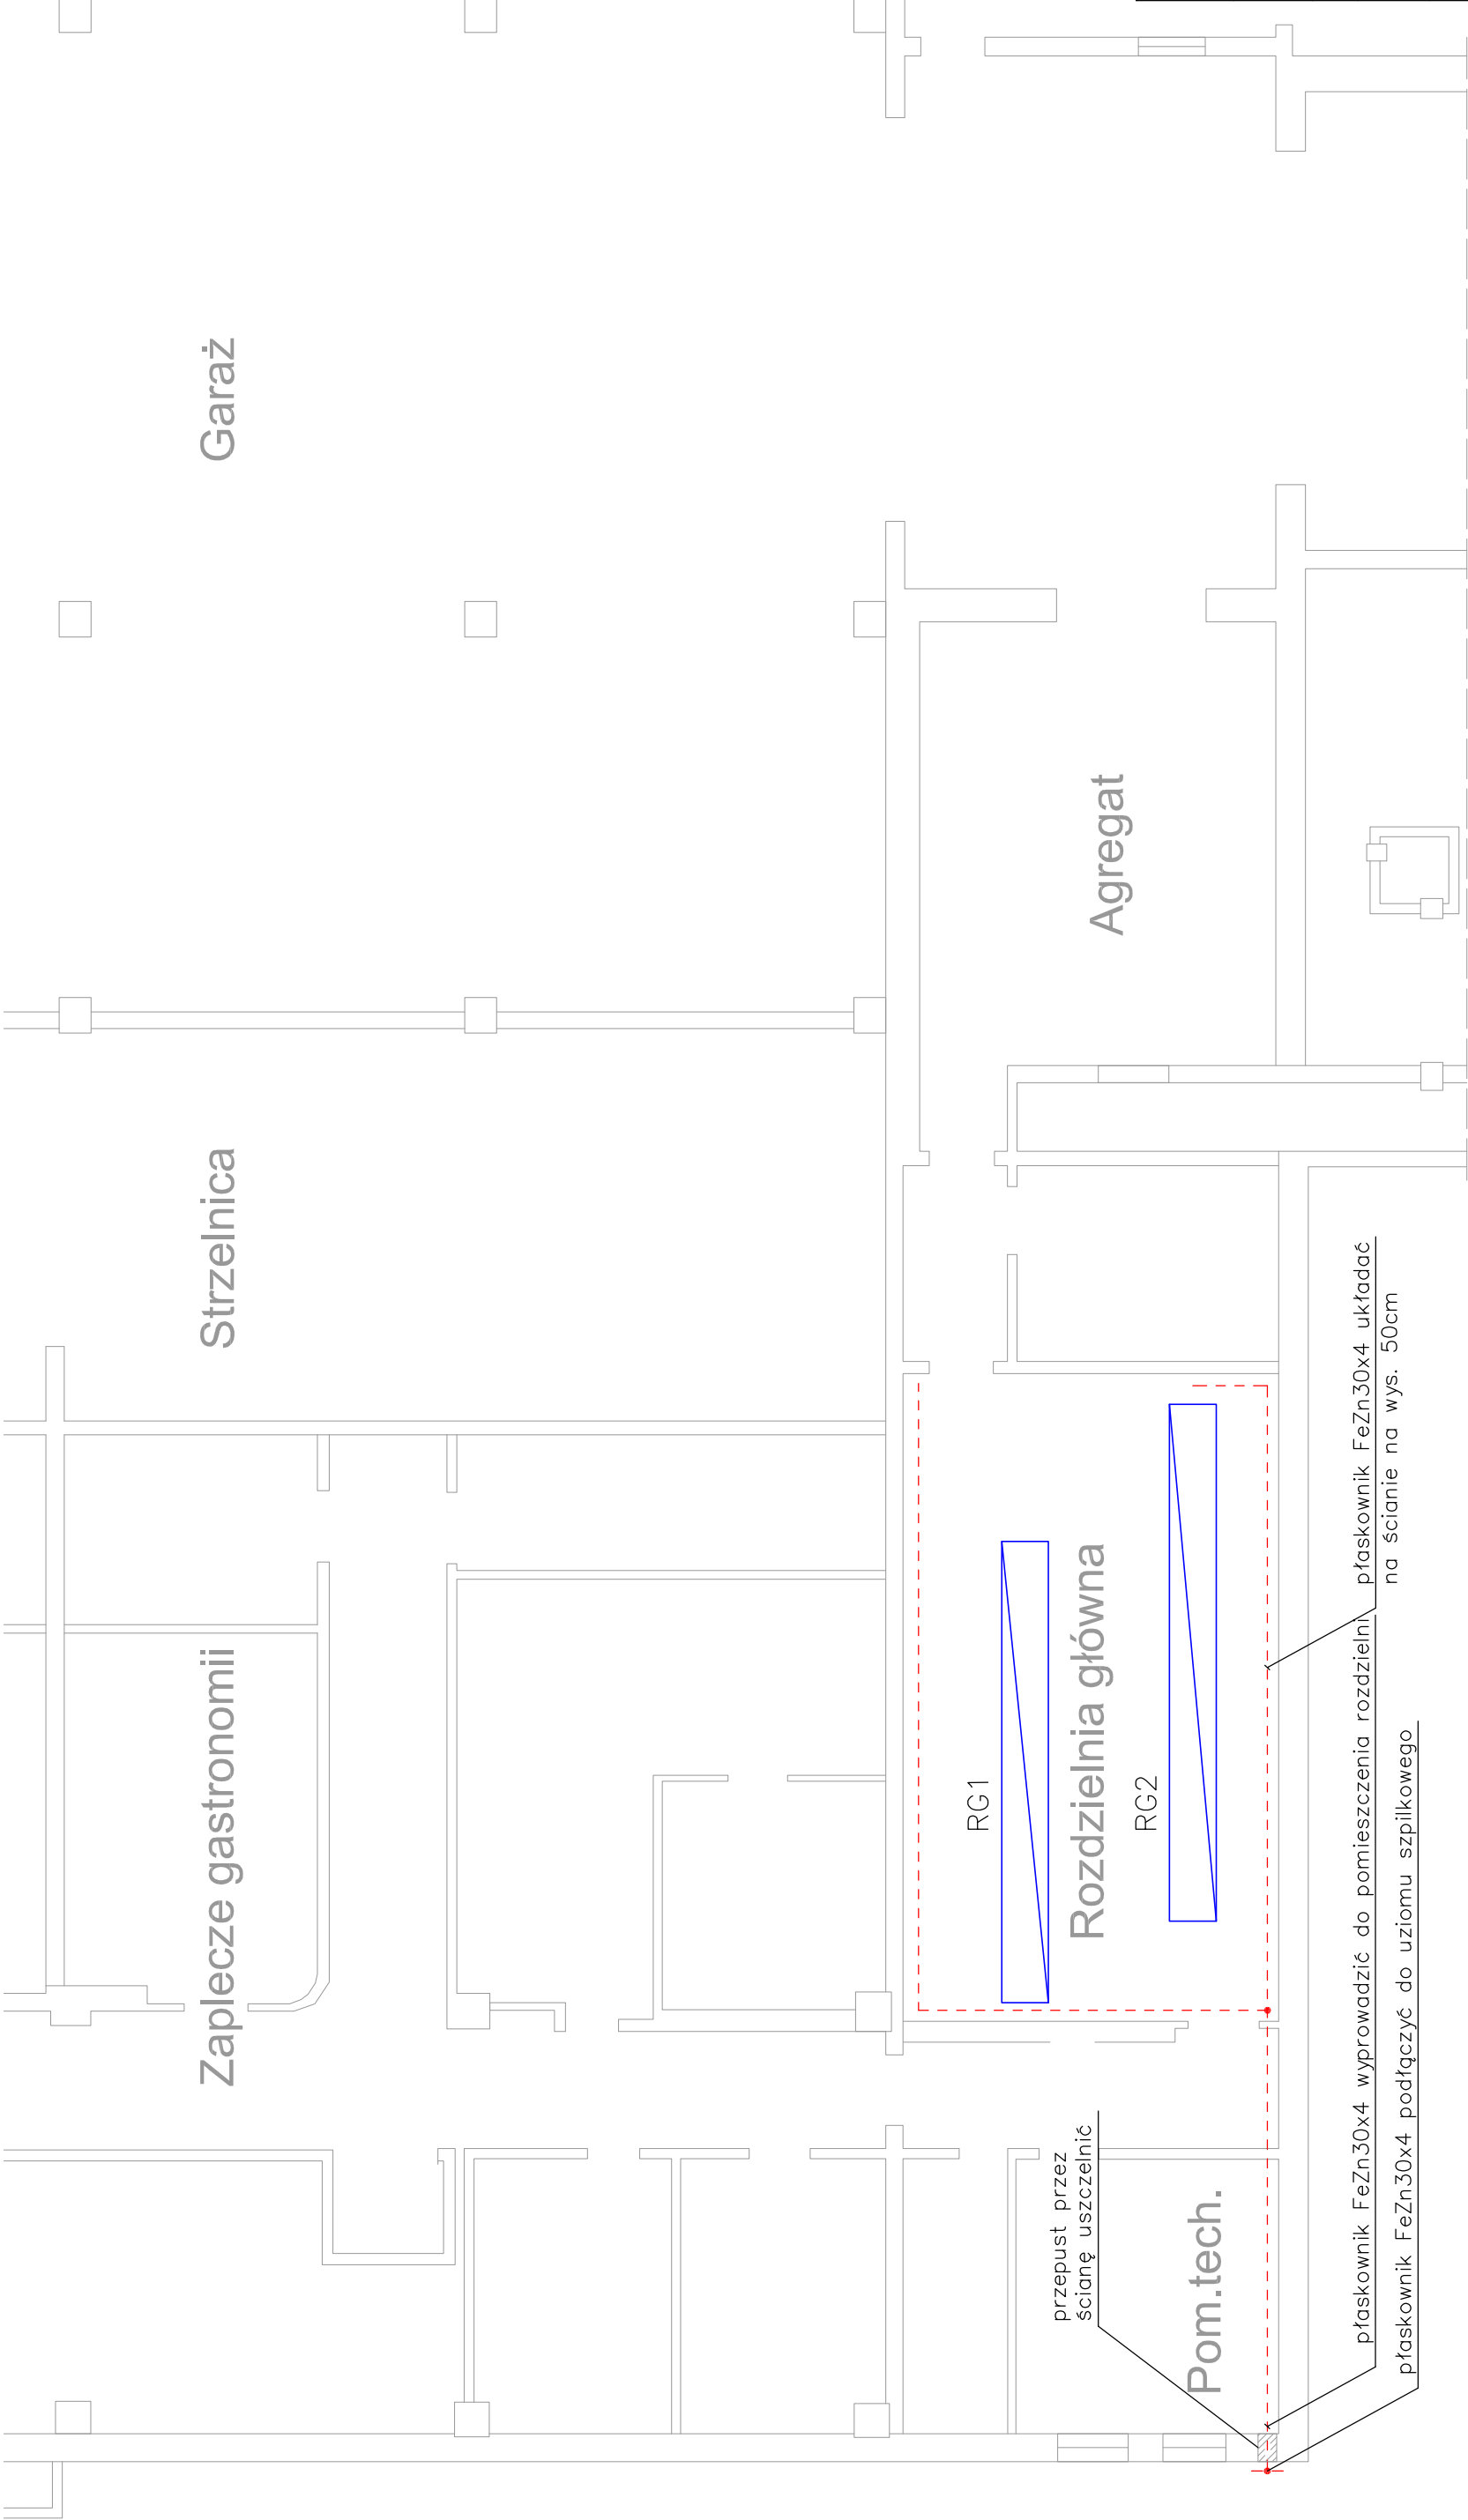 Garaż
Strzelnica
Zaplecze gastronomii
Agregat
Rozdzielnia główna
Pom.tech.
RG1
RG2
przepust przez
ścianę uszczelnić
płaskownik FeZn30x4 układać
na ścianie na wys. 50cm
płaskownik FeZn30x4 wyprowadzić do pomieszczenia rozdzielni
płaskownik FeZn30x4 podłączyć do uziomu szpilkowego